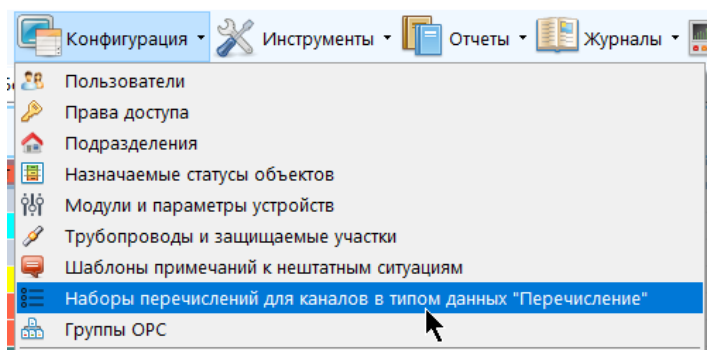 Конфигурация Инструменты Отчеты Журналы
Пользователи
Права доступа
Подразделения
Назначаемые статусы объектов
Модули и параметры устройств
Трубопроводы и защищаемые участки
Шаблоны примечаний к нештатным ситуациям
Наборы перечислений для каналов в типом данных "Перечисление"
Группы ОРС